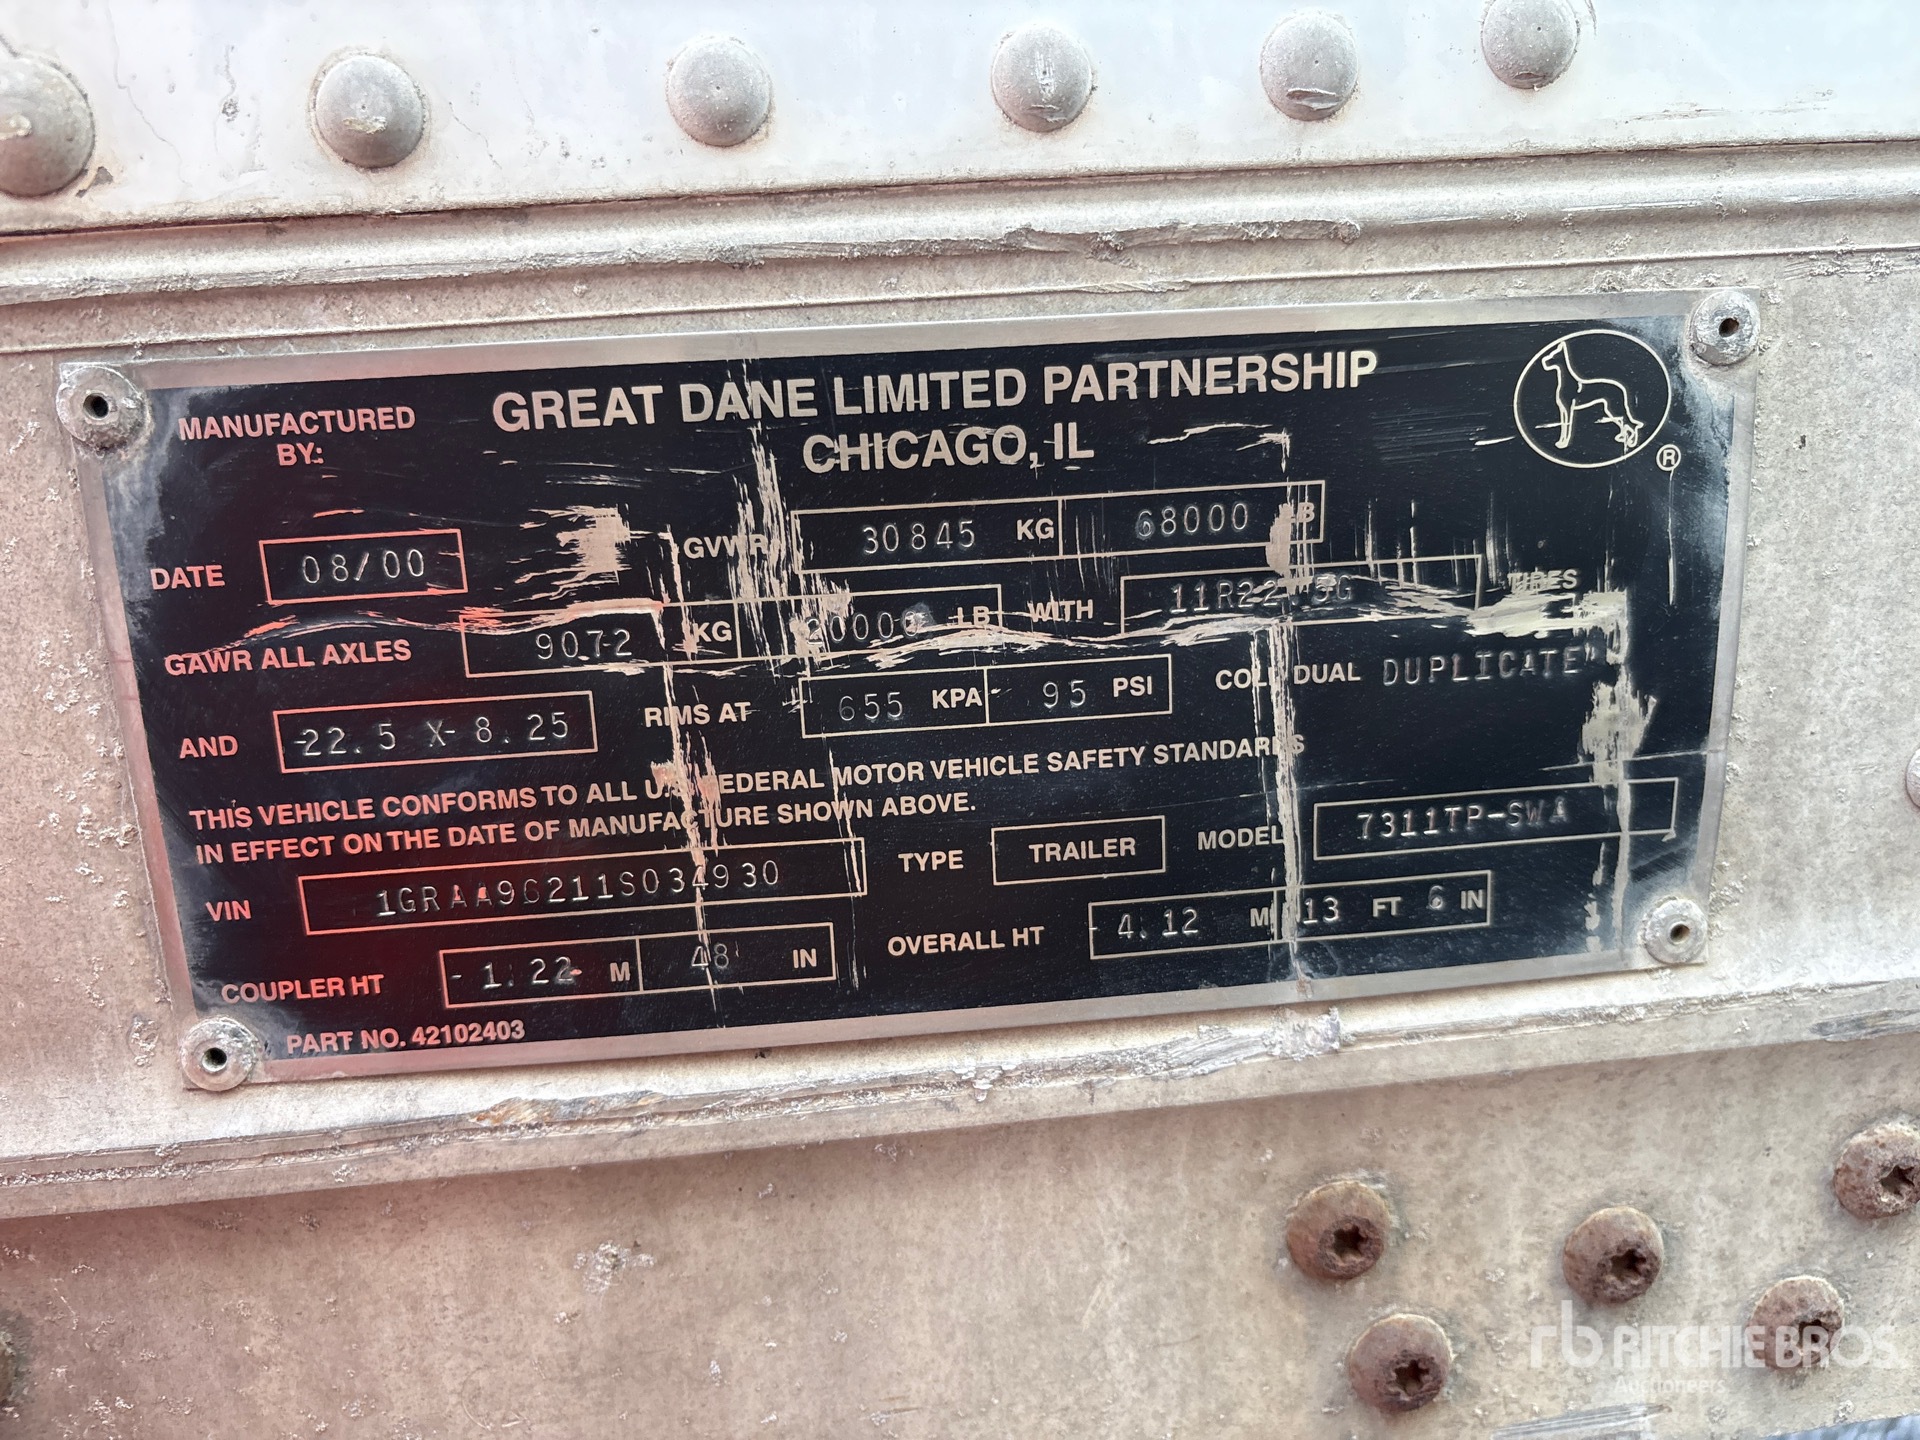 MANUFACTURED BY:
GREAT DANE LIMITED PARTNERSHIP
CHICAGO, IL
®
DATE 08/00 GVWR 30845 KG 68000 LB
GAWR ALL AXLES 9072 KG 20000 LB WITH 11R22.5G TIRES
AND 22.5 X 8.25 RIMS AT 655 KPA 95 PSI COLD DUAL DUPLICATE
THIS VEHICLE CONFORMS TO ALL U.S. FEDERAL MOTOR VEHICLE SAFETY STANDARDS
IN EFFECT ON THE DATE OF MANUFACTURE SHOWN ABOVE.
VIN 1GRAA96211S034930 TYPE TRAILER MODEL 7311TP-SWA
COUPLER HT 1.22 M 48 IN OVERALL HT 4.12 M 13 FT 6 IN
PART NO. 42102403
rb RITCHIE BROS.
Auctioneers